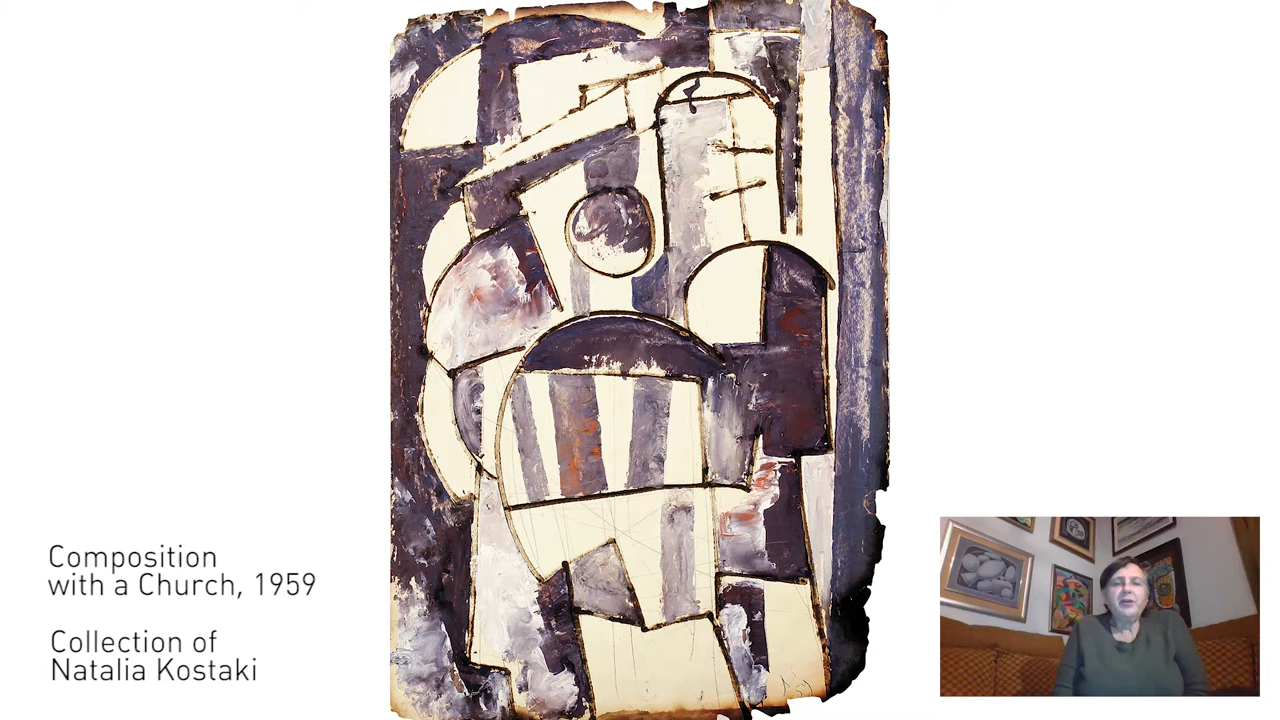 Composition
with a Church, 1959
Collection of
Natalia Kostaki